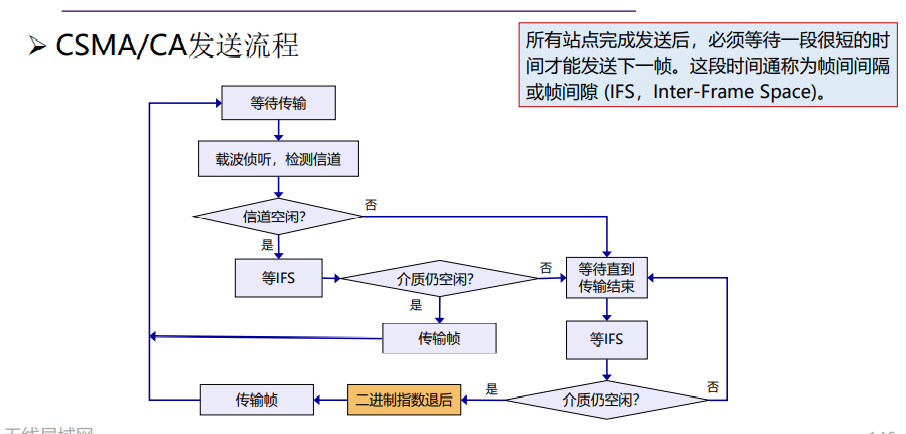 ➢ CSMA/CA发送流程
所有站点完成发送后，必须等待一段很短的时
间才能发送下一帧。这段时间通称为帧间间隔
或帧间隙 (IFS，Inter-Frame Space)。
等待传输
载波侦听，检测信道
信道空闲?
否
是
等IFS
介质仍空闲?
否
是
等待直到
传输结束
传输帧
等IFS
介质仍空闲?
否
是
二进制指数退后
传输帧
无线局域网